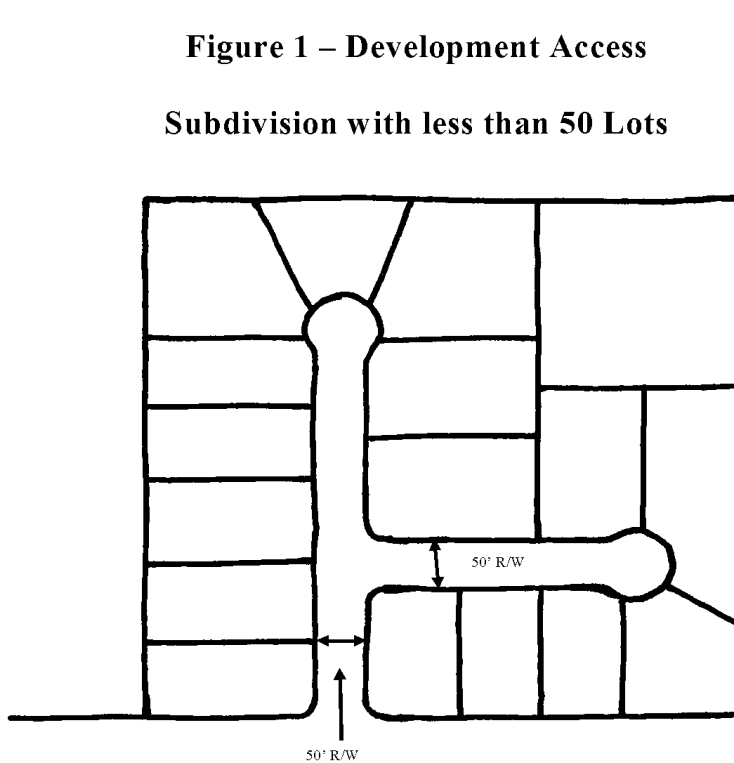 Figure 1 – Development Access
Subdivision with less than 50 Lots
50’ R/W
50’ R/W